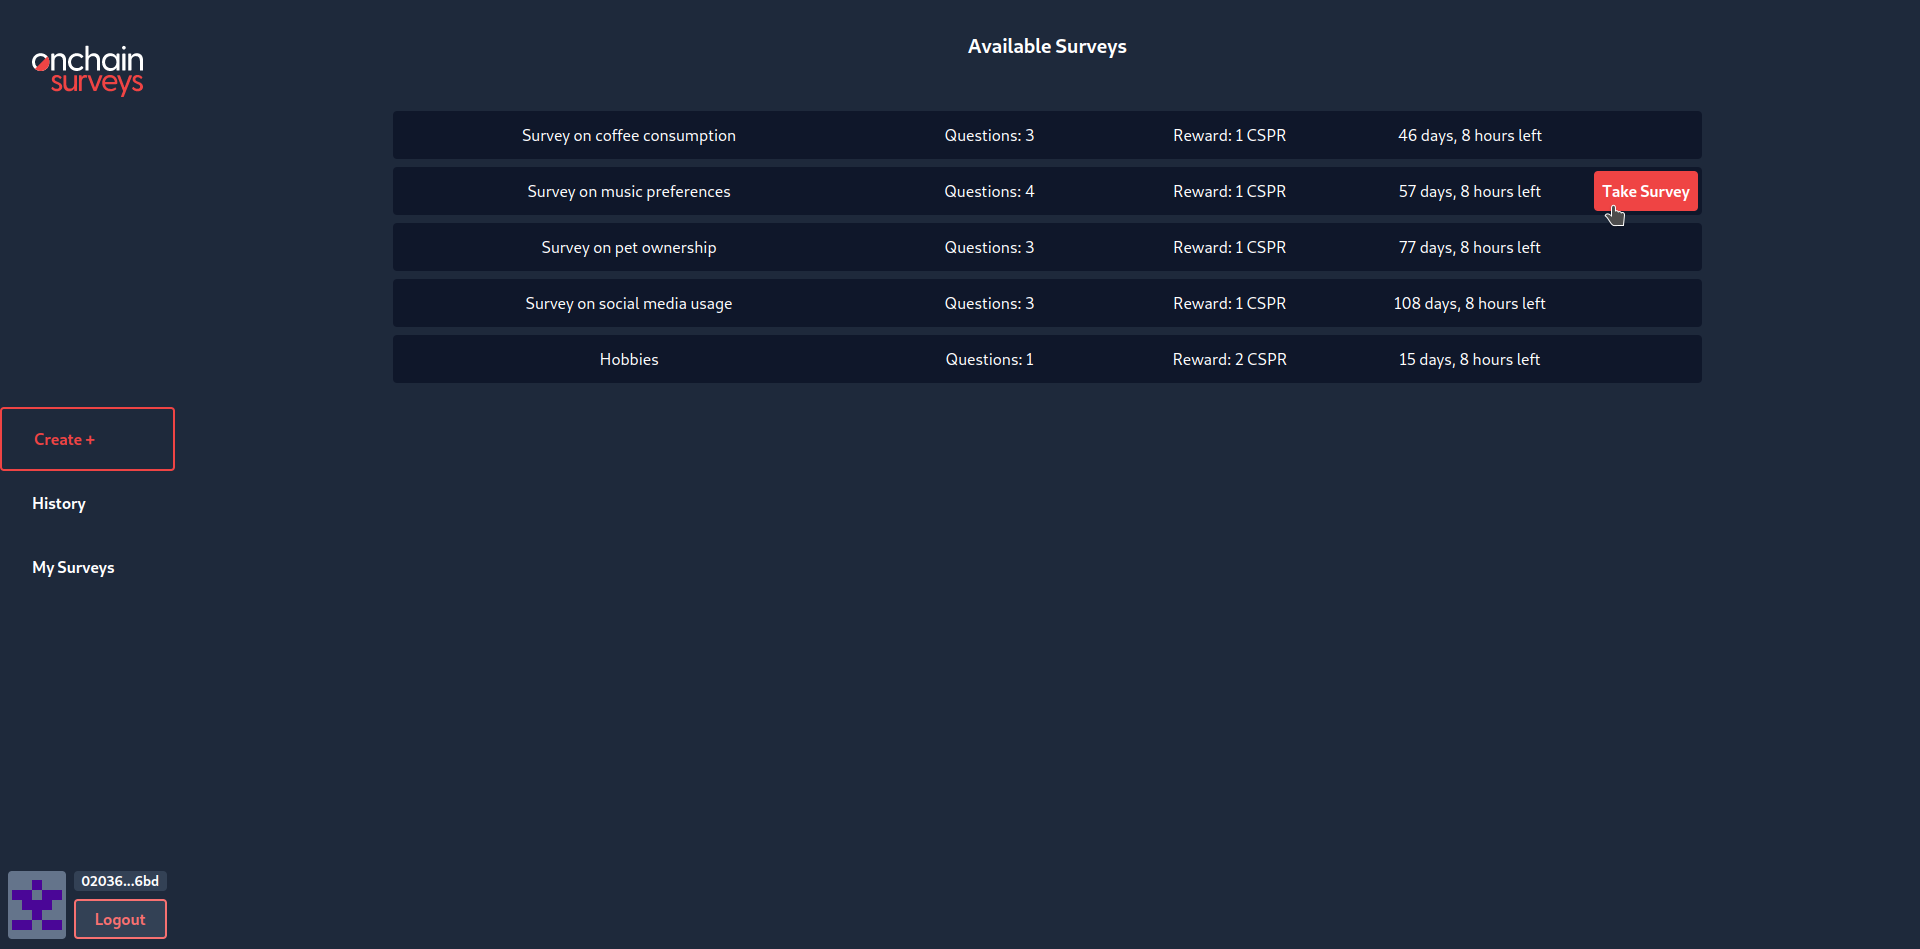 onchain
surveys
Available Surveys
Survey on coffee consumption Questions: 3 Reward: 1 CSPR 46 days, 8 hours left
Survey on music preferences Questions: 4 Reward: 1 CSPR 57 days, 8 hours left Take Survey
Survey on pet ownership Questions: 3 Reward: 1 CSPR 77 days, 8 hours left
Survey on social media usage Questions: 3 Reward: 1 CSPR 108 days, 8 hours left
Hobbies Questions: 1 Reward: 2 CSPR 15 days, 8 hours left
Create +
History
My Surveys
02036...6bd
Logout